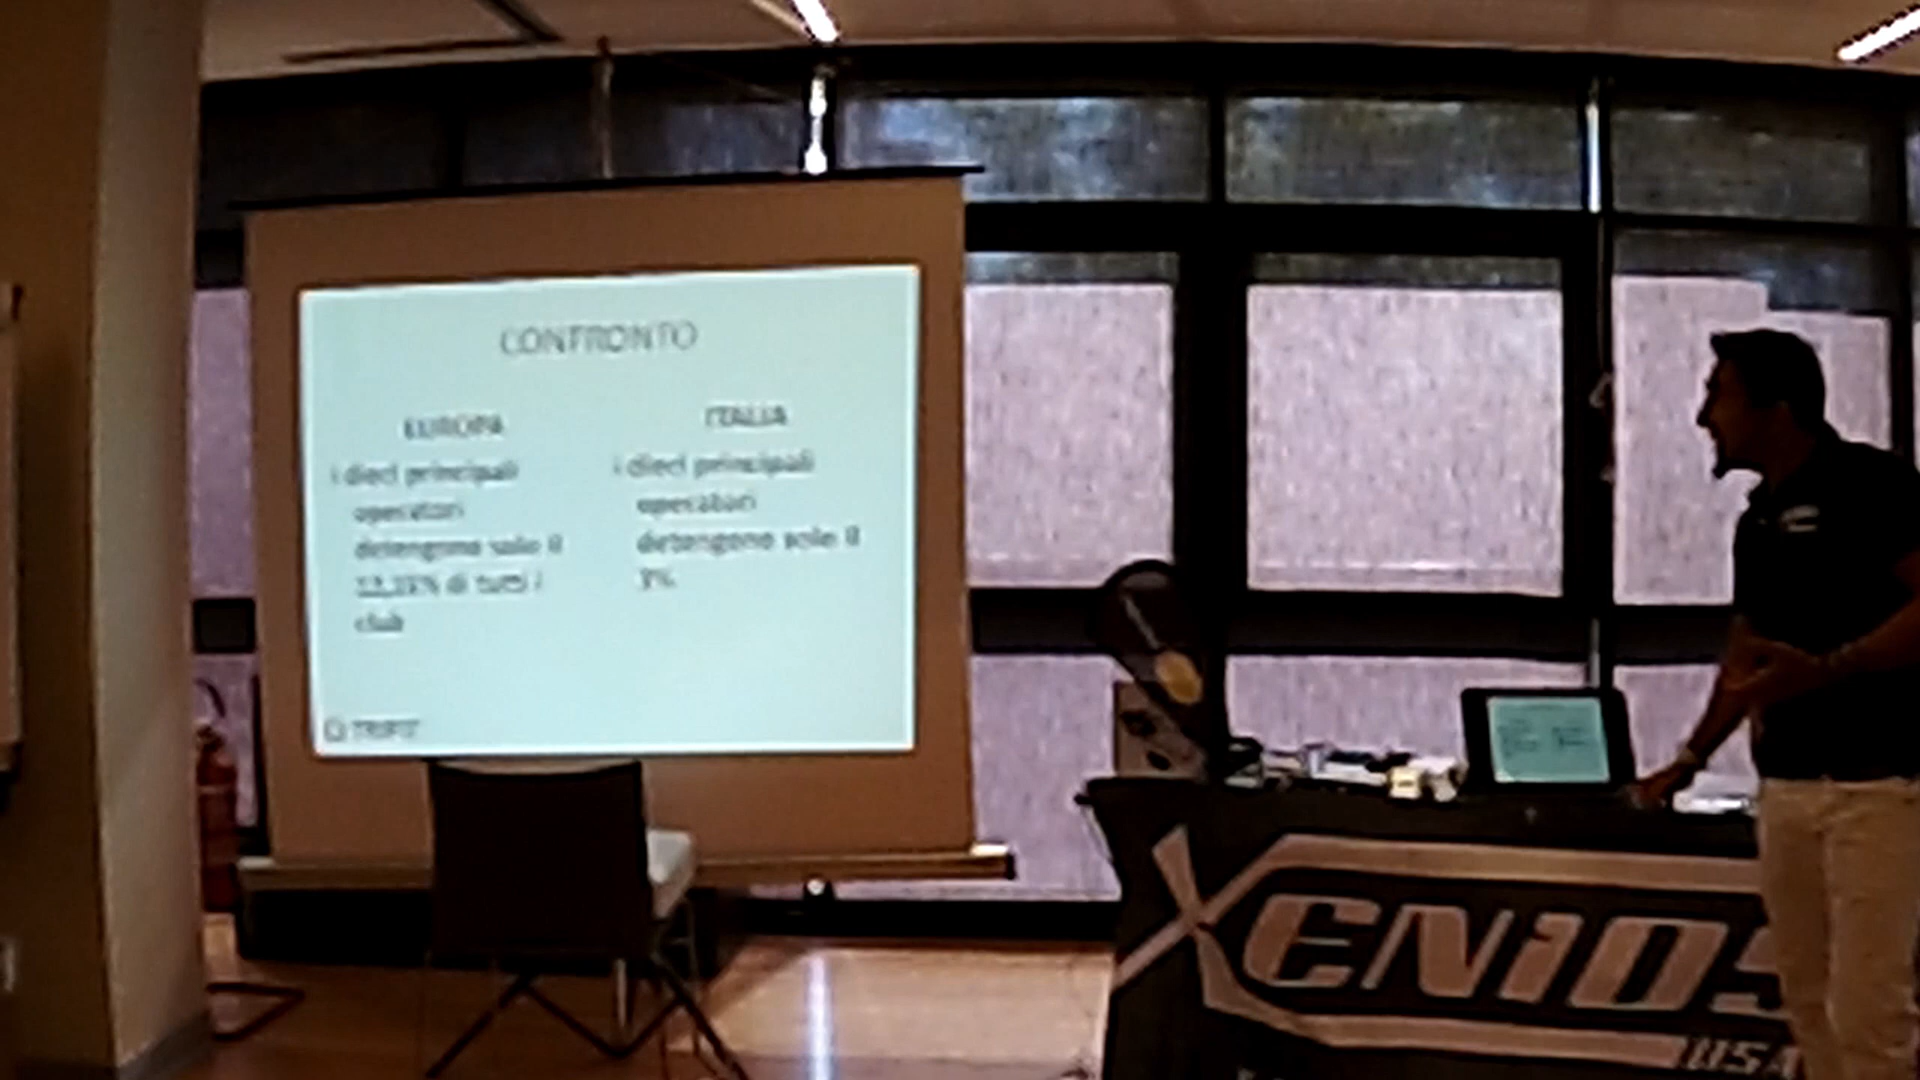 CONFRONTO
EUROPA
i dieci principali
operatori
detengono solo il
di tutti i
club
ITALIA
i dieci principali
operatori
detengono solo il
3%
XENIOS
USA